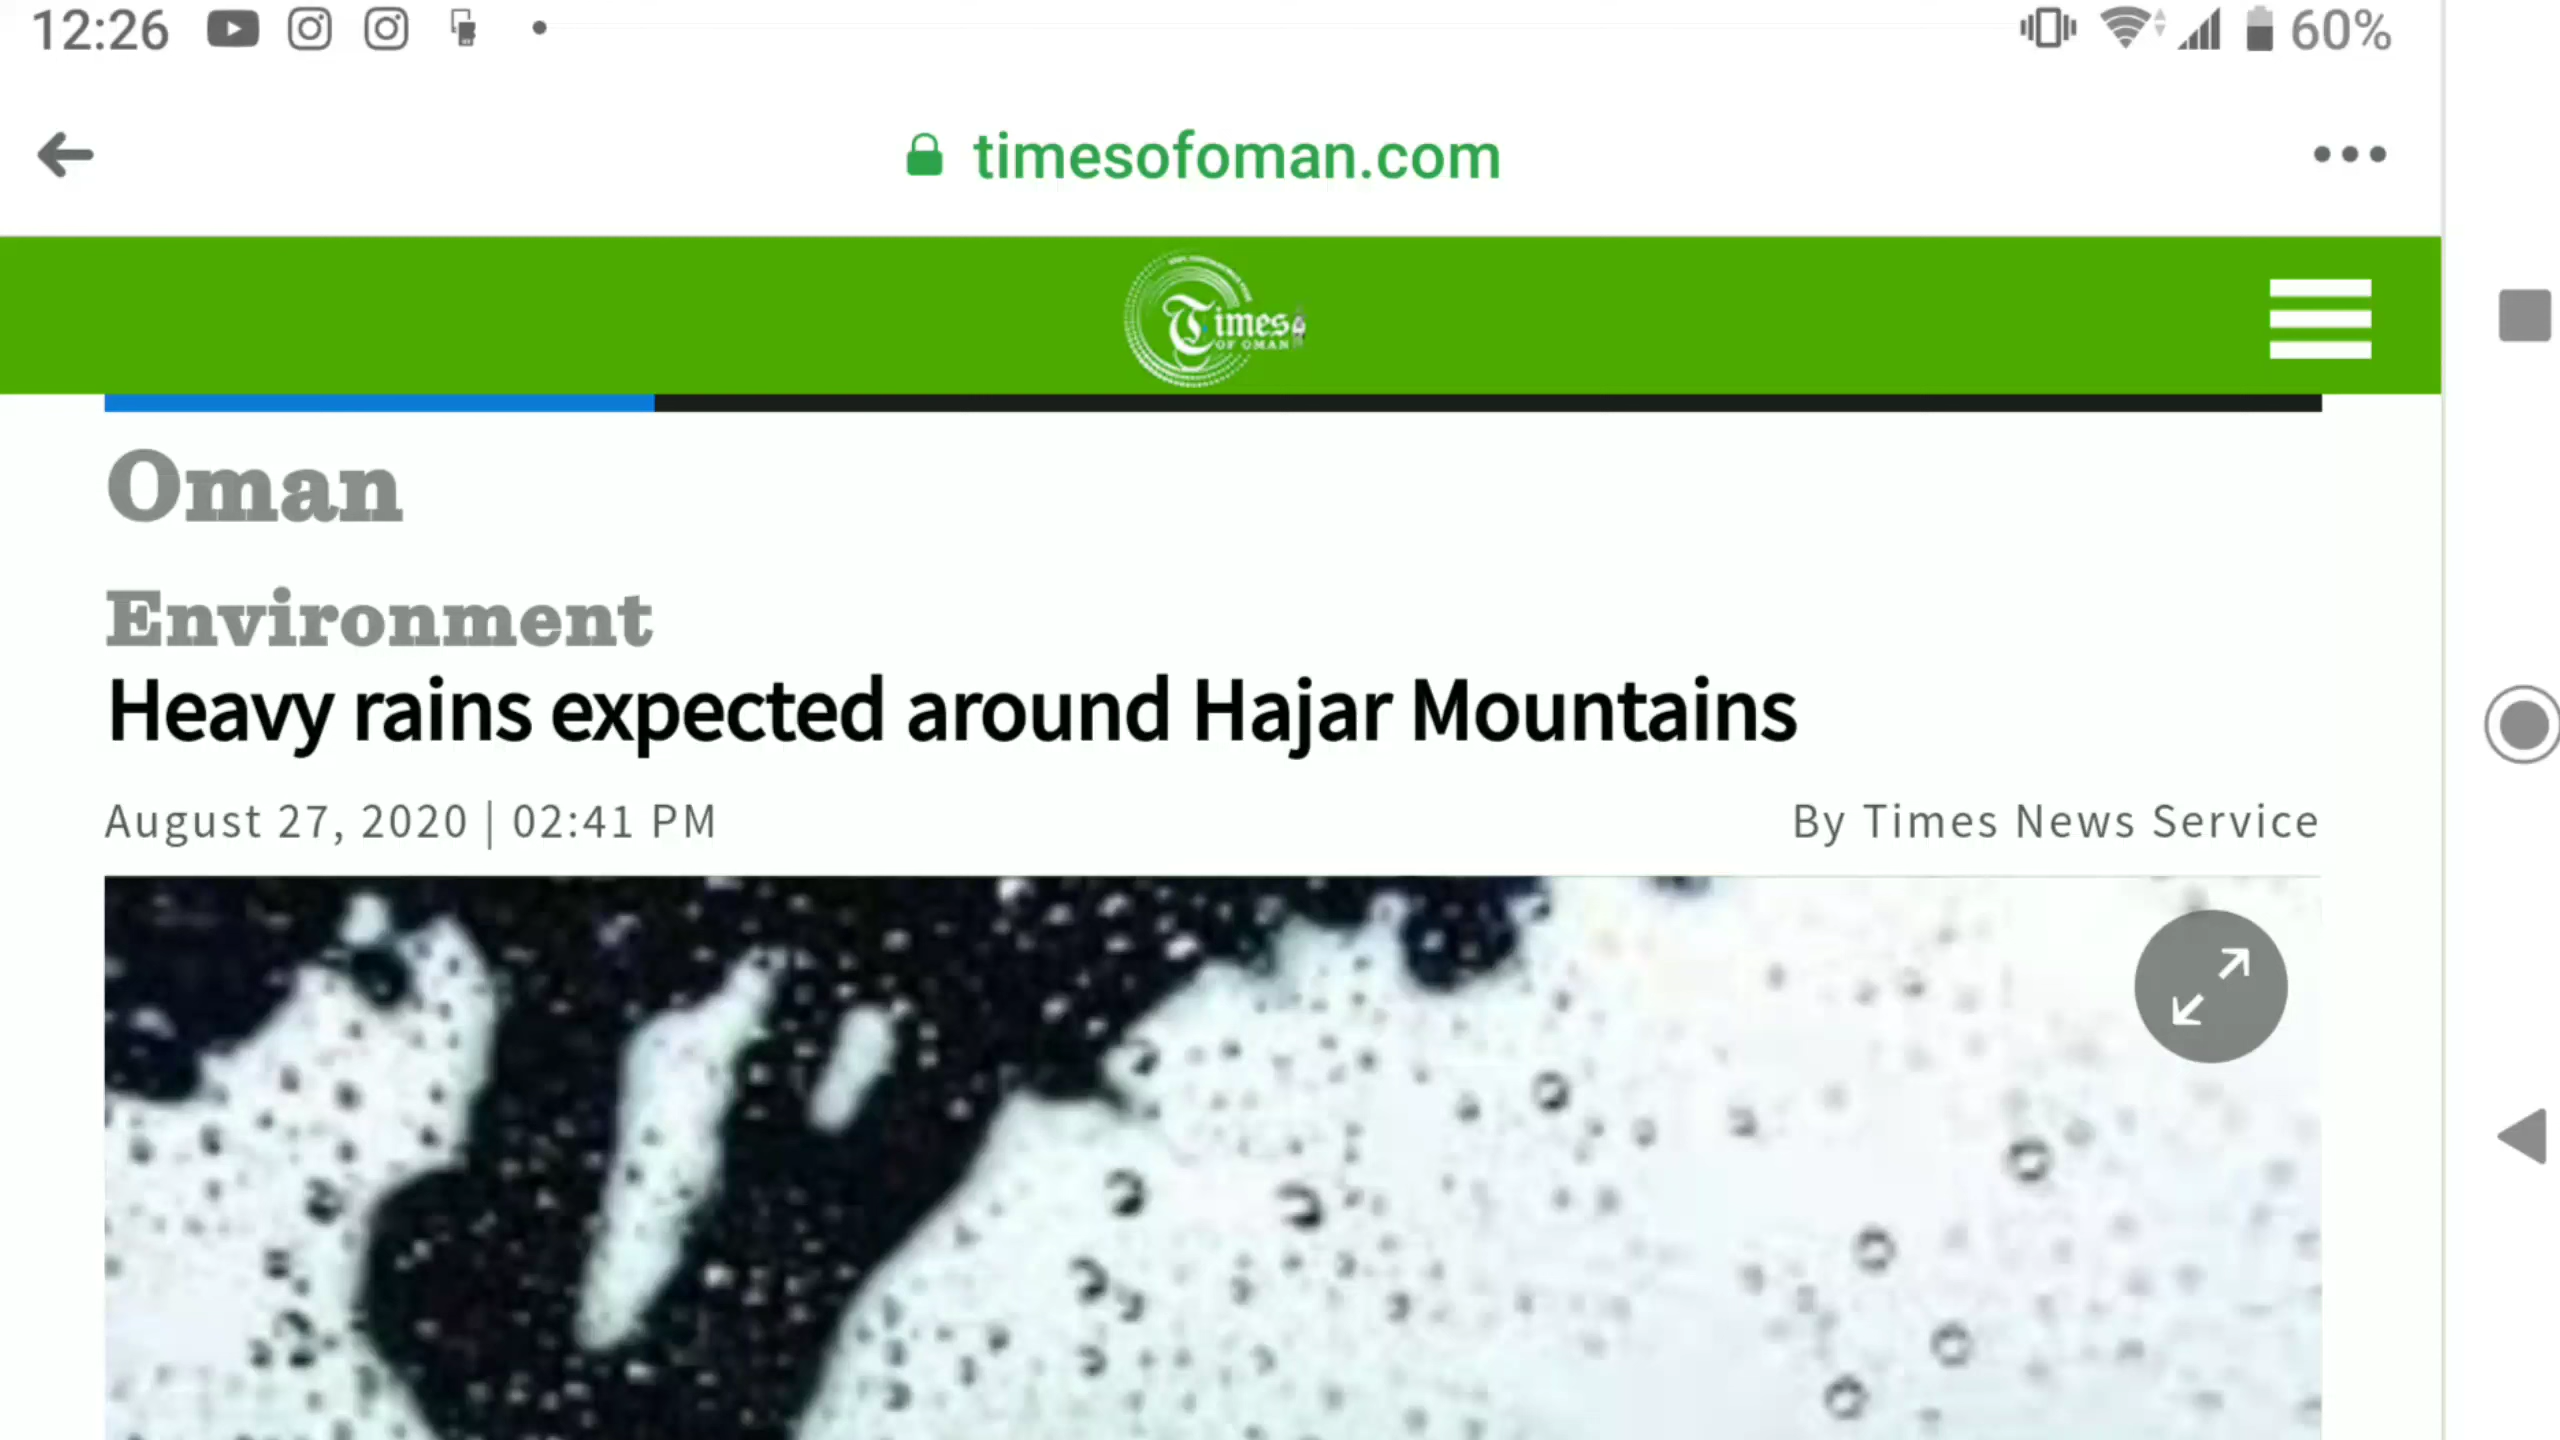 12:26 60%
timesofoman.com
Times
OF OMAN
Oman
Environment
Heavy rains expected around Hajar Mountains
August 27, 2020 | 02:41 PM By Times News Service